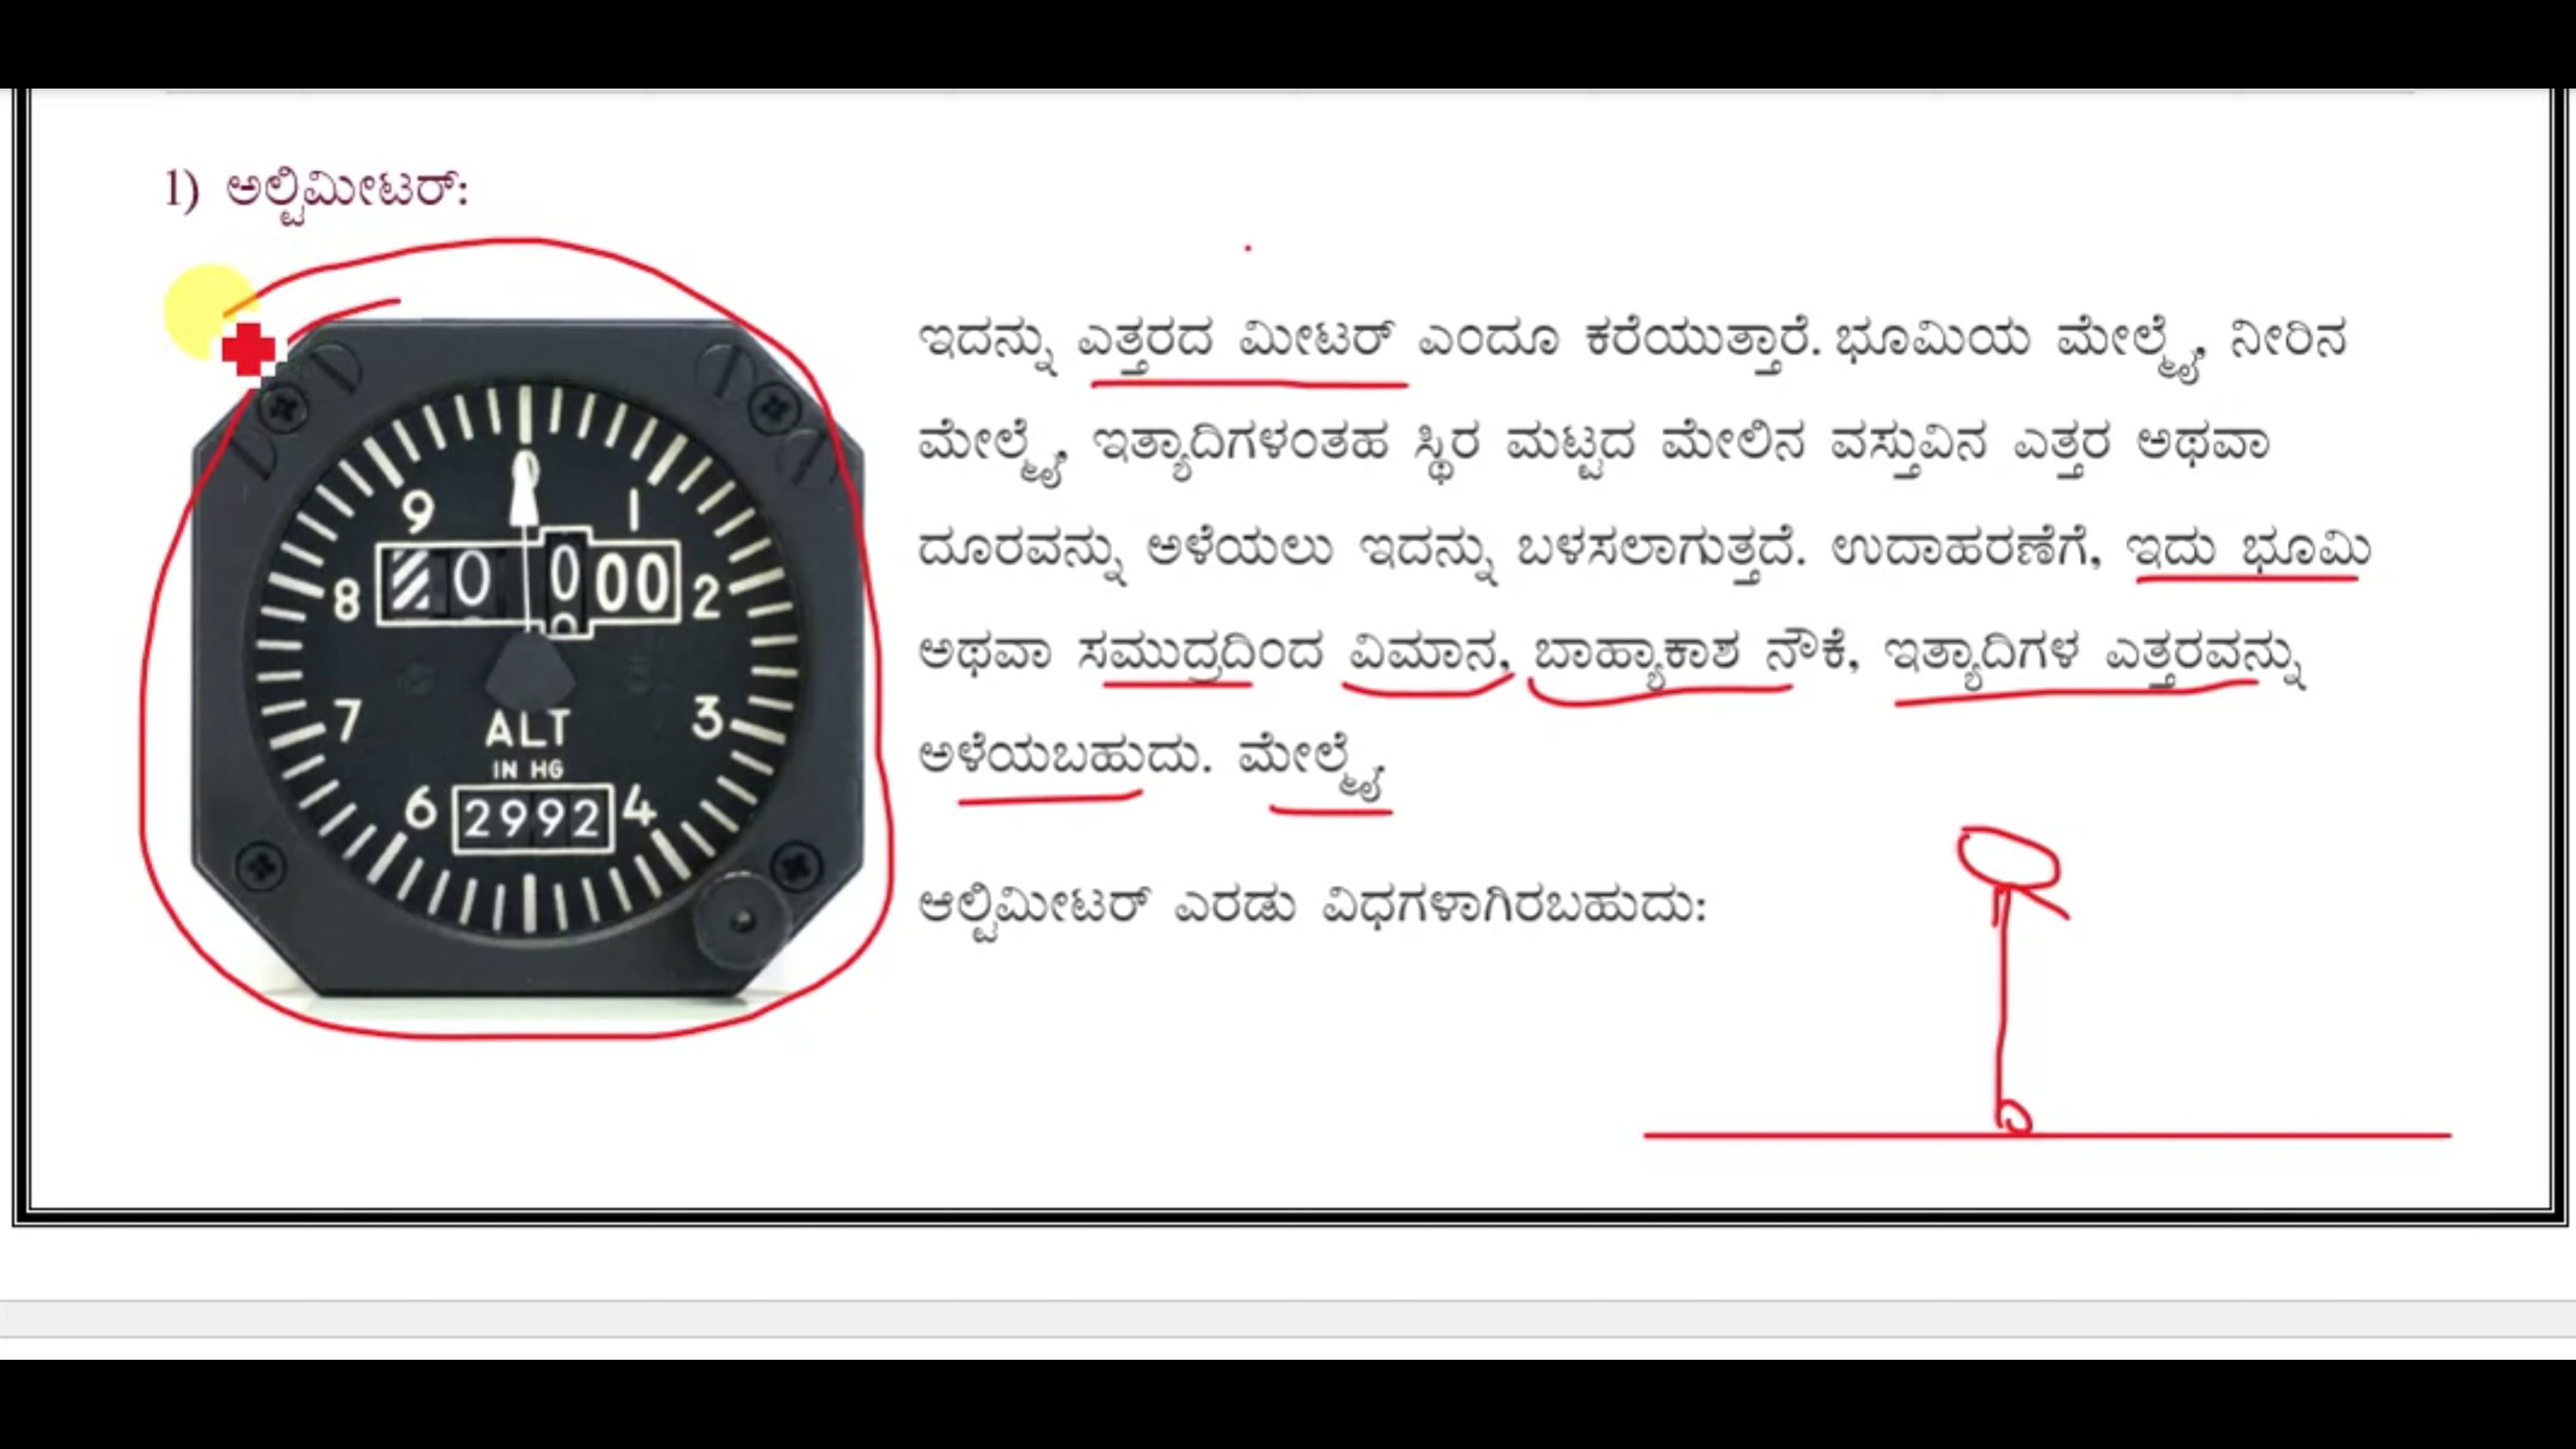 1) ಅಲ್ಟಿಮೀಟರ್:
ಇದನ್ನು ಎತ್ತರದ ಮೀಟರ್ ಎಂದೂ ಕರೆಯುತ್ತಾರೆ. ಭೂಮಿಯ ಮೇಲ್ಮೈ, ನೀರಿನ
ಮೇಲ್ಮೈ, ಇತ್ಯಾದಿಗಳಂತಹ ಸ್ಥಿರ ಮಟ್ಟದ ಮೇಲಿನ ವಸ್ತುವಿನ ಎತ್ತರ ಅಥವಾ
ದೂರವನ್ನು ಅಳೆಯಲು ಇದನ್ನು ಬಳಸಲಾಗುತ್ತದೆ. ಉದಾಹರಣೆಗೆ, ಇದು ಭೂಮಿ
ಅಥವಾ ಸಮುದ್ರದಿಂದ ವಿಮಾನ, ಬಾಹ್ಯಾಕಾಶ ನೌಕೆ, ಇತ್ಯಾದಿಗಳ ಎತ್ತರವನ್ನು
ಅಳೆಯಬಹುದು. ಮೇಲ್ಮೈ.
ಆಲ್ಟಿಮೀಟರ್ ಎರಡು ವಿಧಗಳಾಗಿರಬಹುದು:
0
9 1
0 0 00
8 2
7 3
ALT
IN HG
6 2992 4